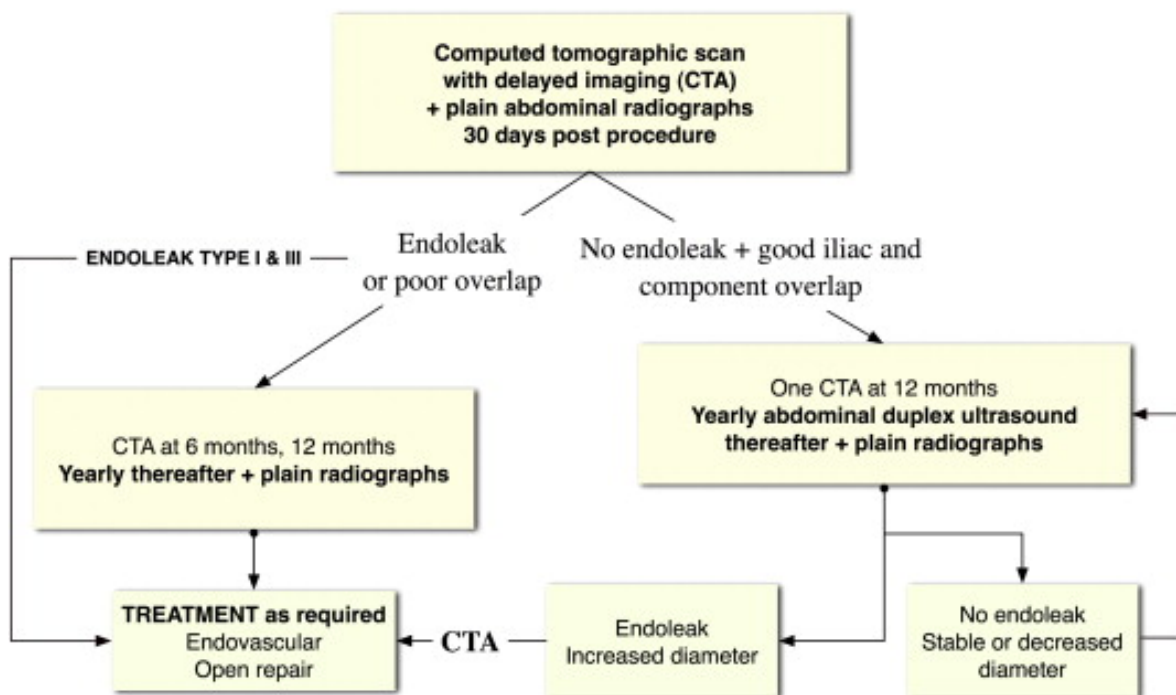 Computed tomographic scan
with delayed imaging (CTA)
+ plain abdominal radiographs
30 days post procedure
ENDOLEAK TYPE I & III
Endoleak
or poor overlap
No endoleak + good iliac and
component overlap
CTA at 6 months, 12 months
Yearly thereafter + plain radiographs
One CTA at 12 months
Yearly abdominal duplex ultrasound
thereafter + plain radiographs
TREATMENT as required
Endovascular
Open repair
CTA
Endoleak
Increased diameter
No endoleak
Stable or decreased
diameter